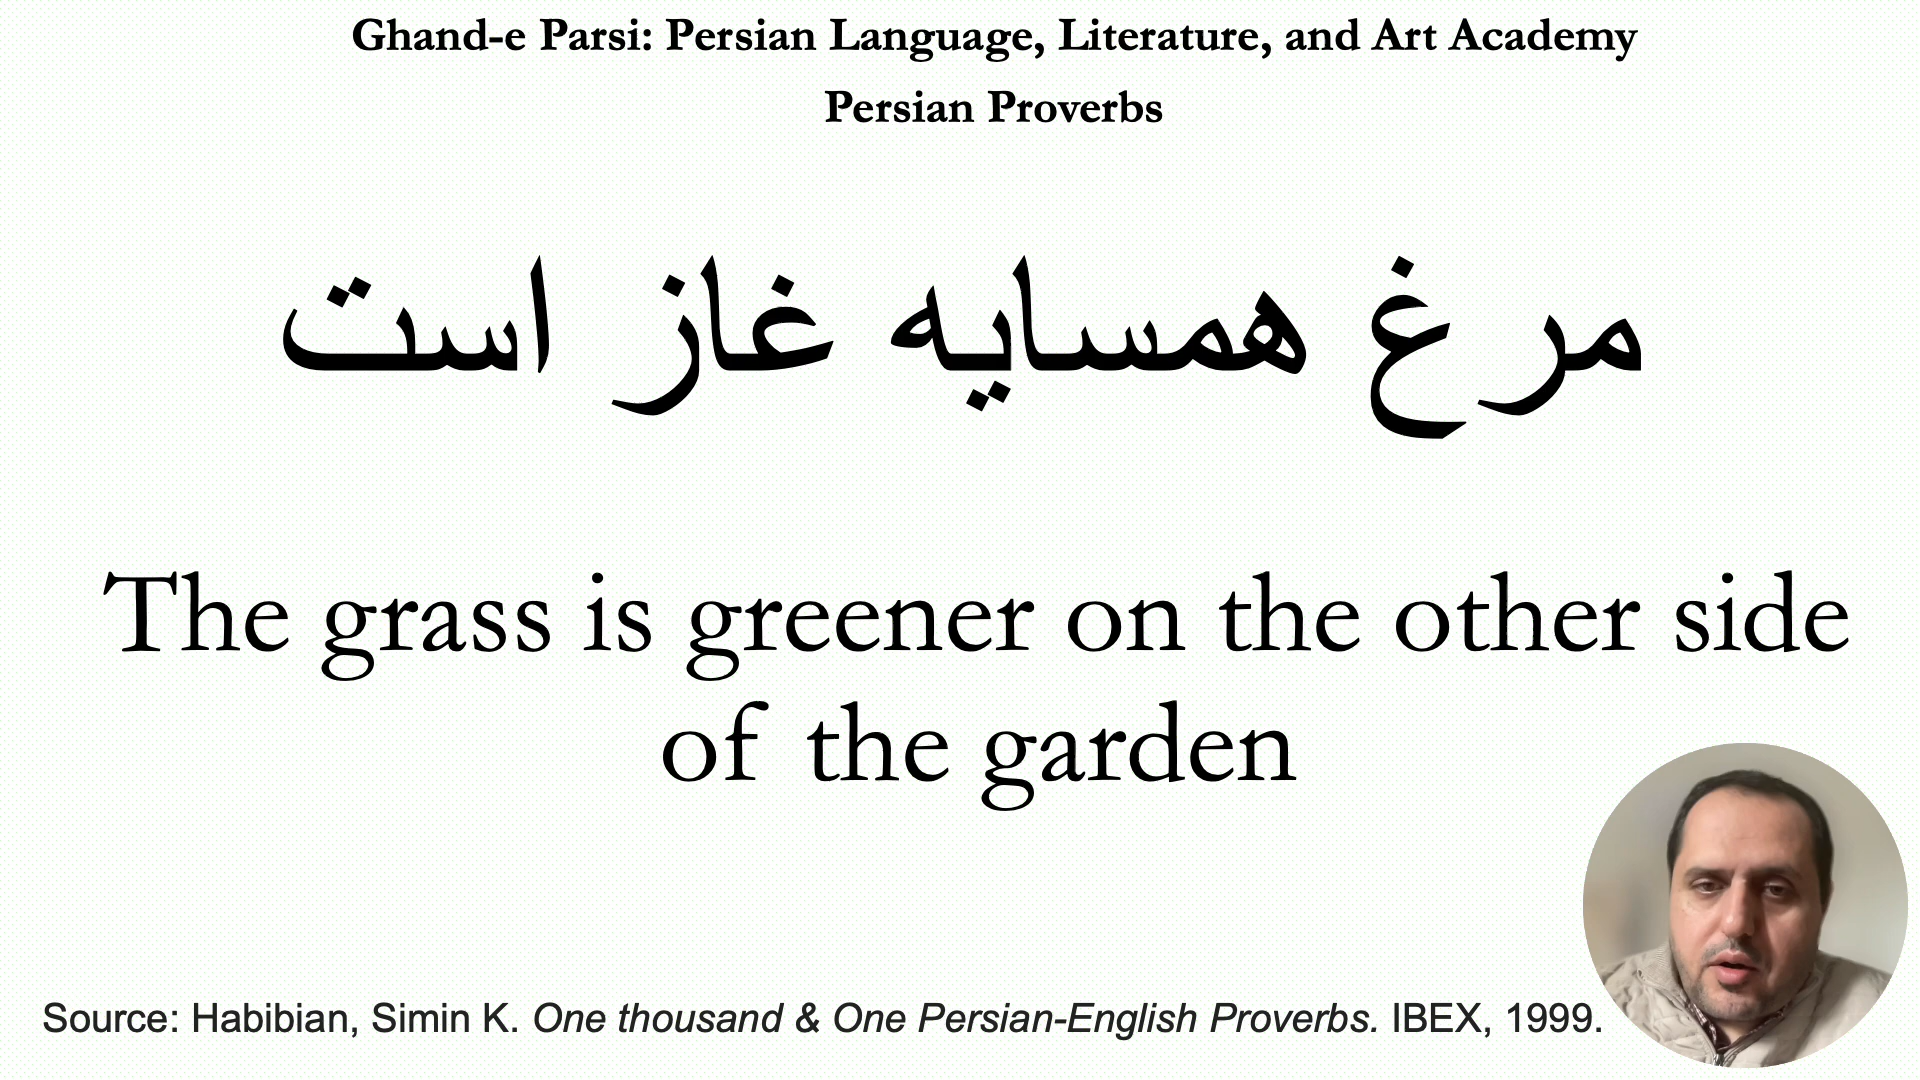 Ghand-e Parsi: Persian Language, Literature, and Art Academy
Persian Proverbs
مرغ همسایه غاز است
The grass is greener on the other side
of the garden
Source: Habibian, Simin K. One thousand & One Persian-English Proverbs. IBEX, 1999.